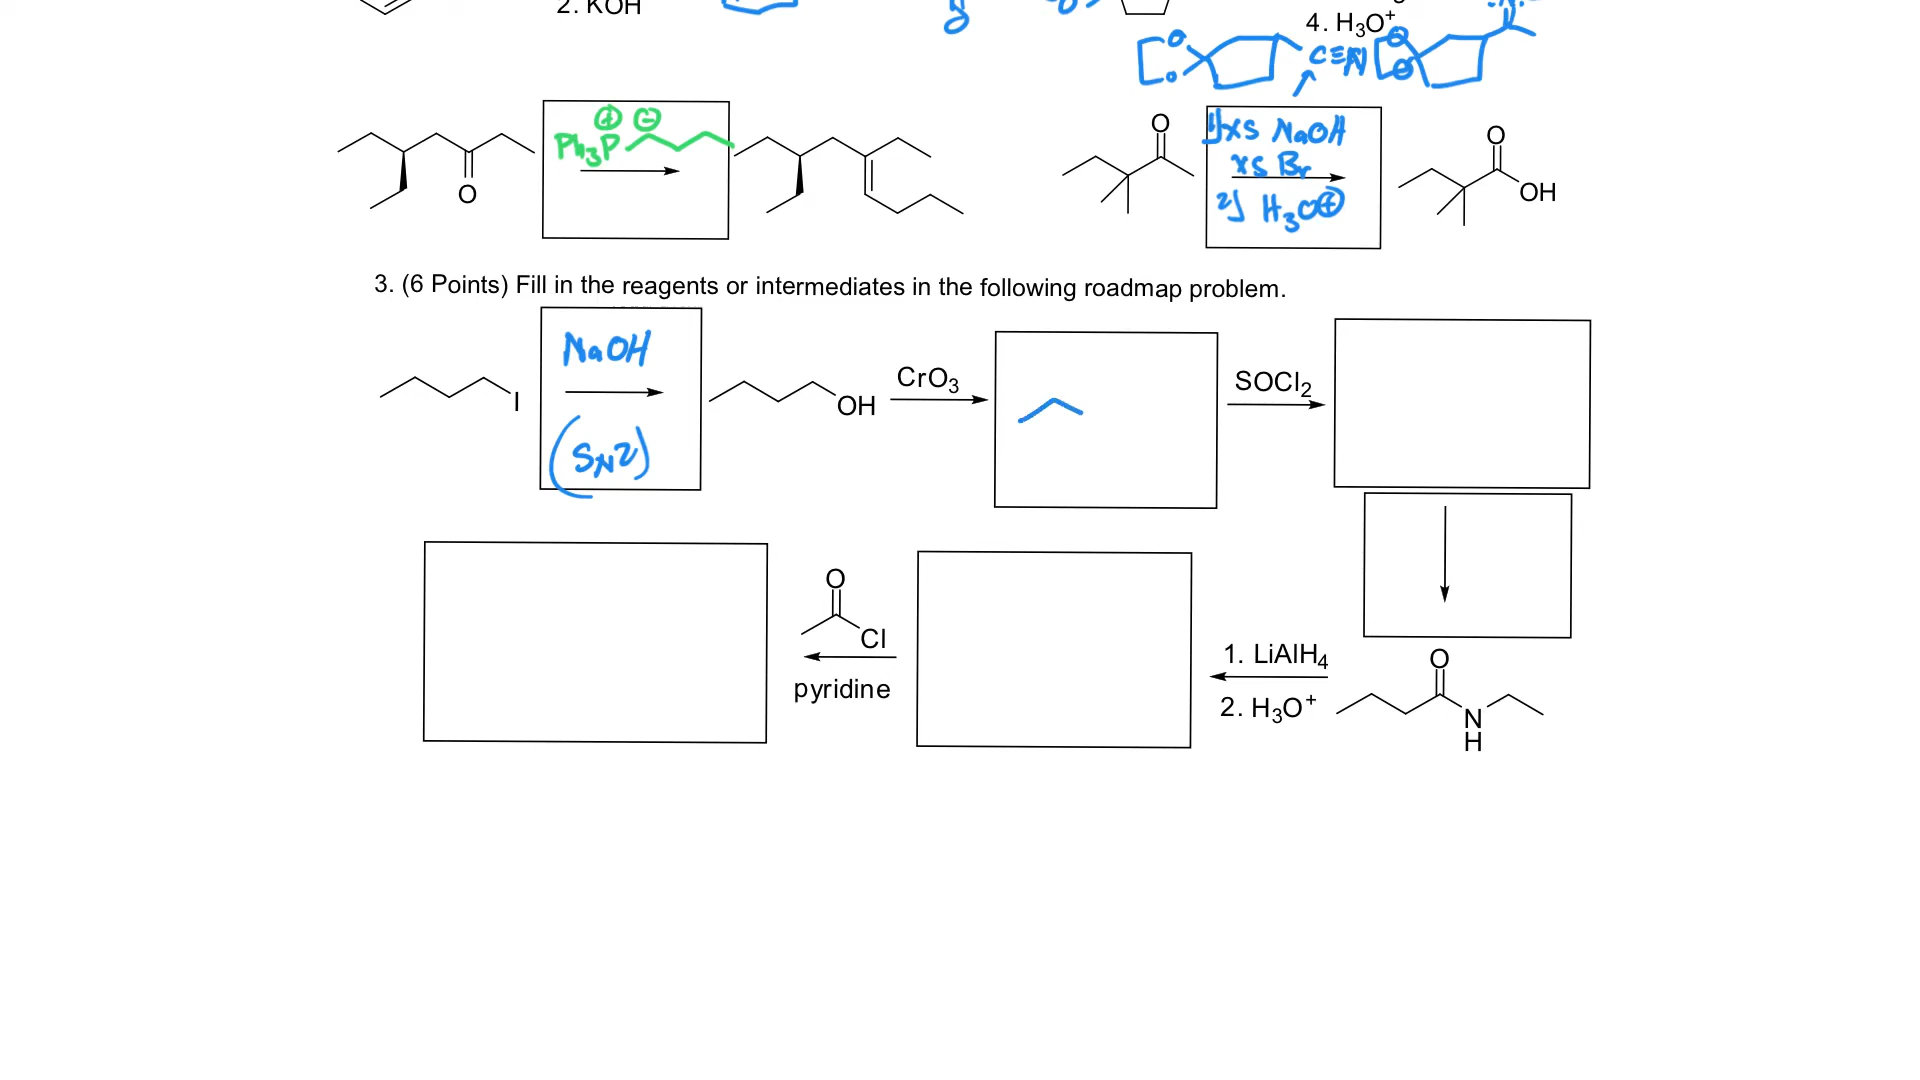 2. KOH
4. H3O+
C≡N
Ph3P
⊕ ⊖
O
O
1) xs NaOH
xs Br
2) H3O⊕
O
OH
3. (6 Points) Fill in the reagents or intermediates in the following roadmap problem.
I
NaOH
(SN2)
OH
CrO3
SOCl2
O
Cl
pyridine
1. LiAlH4
2. H3O+
O
N
H